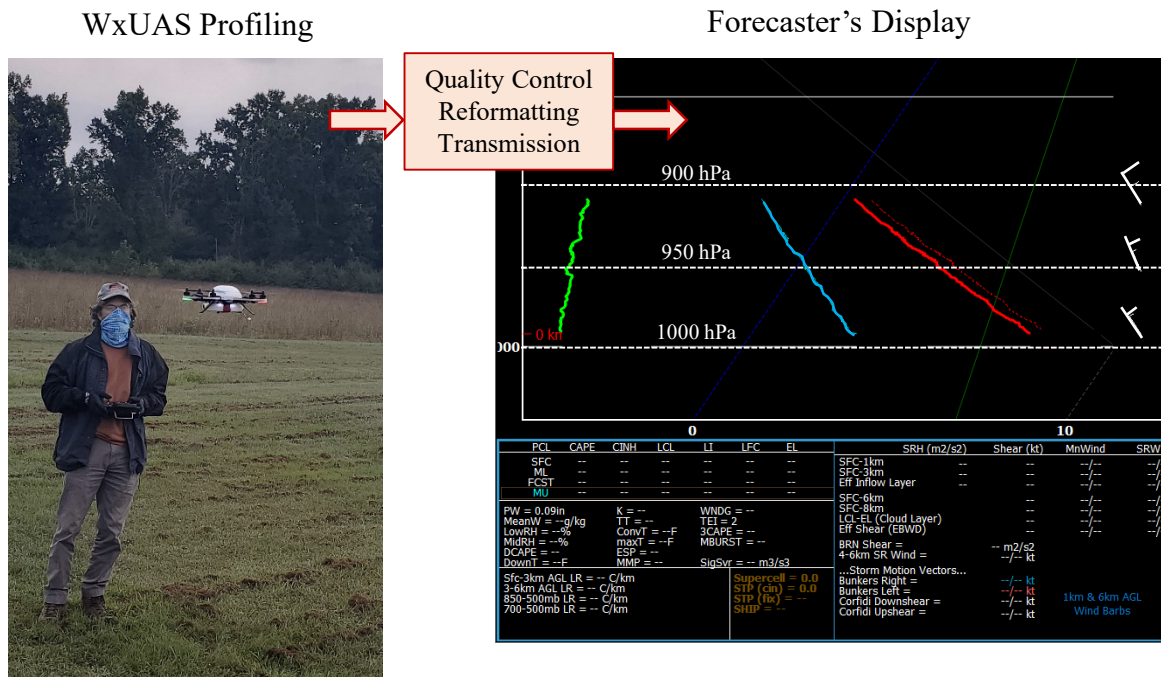 WxUAS Profiling
Forecaster's Display
Quality Control
Reformatting
Transmission
900 hPa
950 hPa
~ 0 km
1000 hPa
000
0 10
PCL CAPE CINH LCL LI LFC EL
SFC -- -- -- -- -- --
ML -- -- -- -- -- --
FCST -- -- -- -- -- --
MU -- -- -- -- -- --
PW = 0.09in K = -- WNDG = --
MeanW = --g/kg TT = -- TEI = 2
LowRH = --% ConvT = --F 3CAPE = --
MidRH = --% maxT = --F MBURST = --
DCAPE = -- ESP = --
DownT = --F MMP = -- SigSvr = -- m3/s3
Sfc-3km AGL LR = -- C/km
3-6km AGL LR = -- C/km
850-500mb LR = -- C/km
700-500mb LR = -- C/km
Supercell = 0.0
STP (cin) = 0.0
STP (fix) = --
SHIP = --
SRH (m2/s2) Shear (kt) MnWind SRW
SFC-1km -- -- --/-- --/
SFC-3km -- -- --/-- --/
Eff Inflow Layer -- -- --/-- --/
SFC-6km -- --/-- --/
SFC-8km -- --/-- --/
LCL-EL (Cloud Layer) -- --/-- --/
Eff Shear (EBWD) -- --/-- --/
BRN Shear = -- m2/s2
4-6km SR Wind = --/-- kt
...Storm Motion Vectors...
Bunkers Right = --/-- kt
Bunkers Left = --/-- kt
Corfidi Downshear = --/-- kt
Corfidi Upshear = --/-- kt
1km & 6km AGL
Wind Barbs